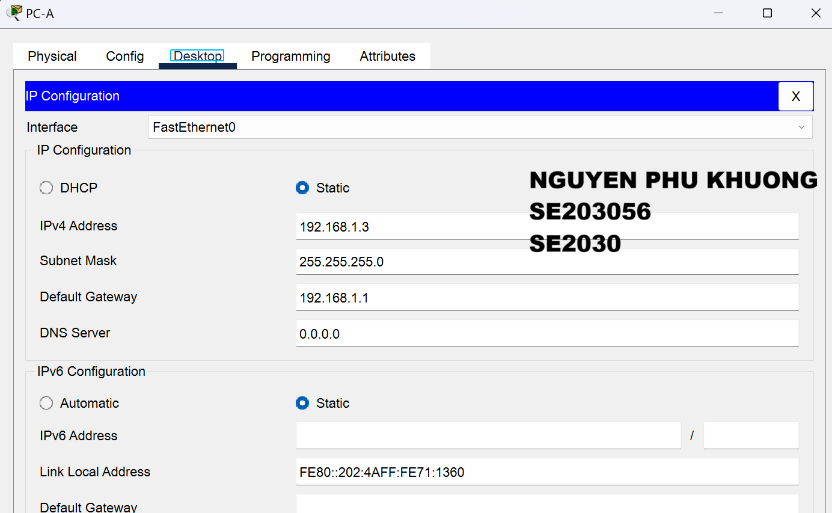 PC-A
Physical Config Desktop Programming Attributes
IP Configuration X
Interface FastEthernet0
IP Configuration
DHCP Static
NGUYEN PHU KHUONG
SE203056
SE2030
IPv4 Address 192.168.1.3
Subnet Mask 255.255.255.0
Default Gateway 192.168.1.1
DNS Server 0.0.0.0
IPv6 Configuration
Automatic Static
IPv6 Address /
Link Local Address FE80::202:4AFF:FE71:1360
Default Gateway